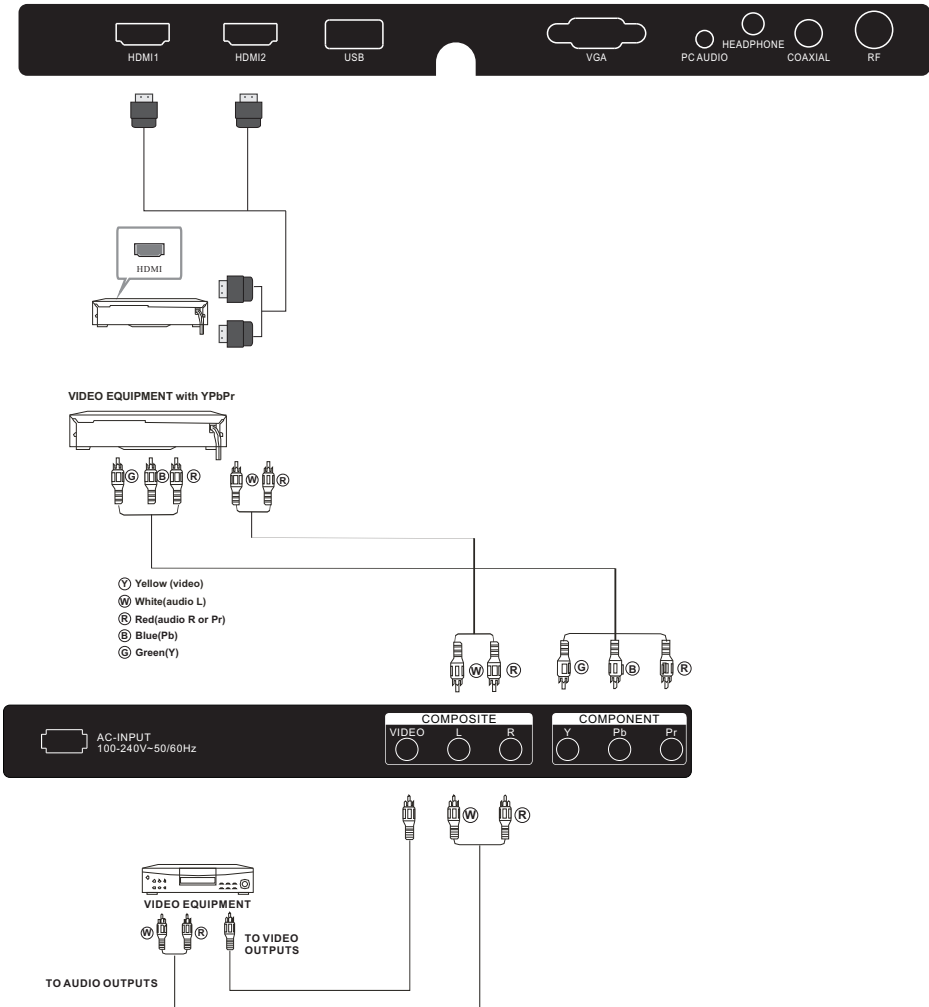 HDMI1 HDMI2 USB VGA PC AUDIO HEADPHONE COAXIAL RF
HDMI
VIDEO EQUIPMENT with YPbPr
G B R W R
Y Yellow (video)
W White(audio L)
R Red(audio R or Pr)
B Blue(Pb)
G Green(Y)
W R G B R
COMPOSITE COMPONENT
VIDEO L R Y Pb Pr
AC-INPUT
100-240V~50/60Hz
W R
VIDEO EQUIPMENT
W R
TO VIDEO
OUTPUTS
TO AUDIO OUTPUTS